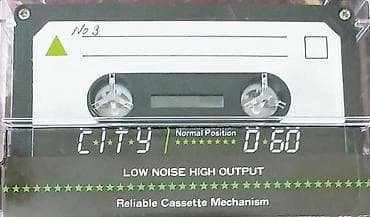 No 3
CITY Normal Position D·60
LOW NOISE HIGH OUTPUT
Reliable Cassette Mechanism